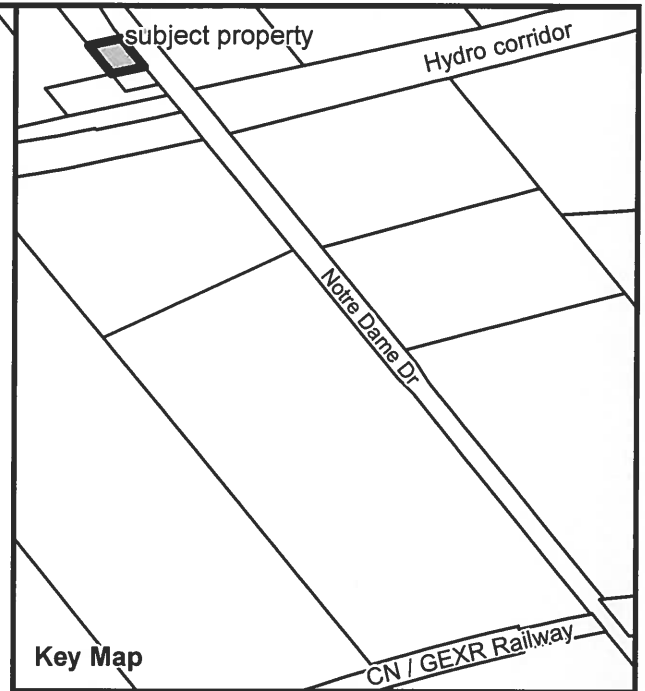 subject property
Hydro corridor
Notre Dame Dr
CN / GEXR Railway
Key Map